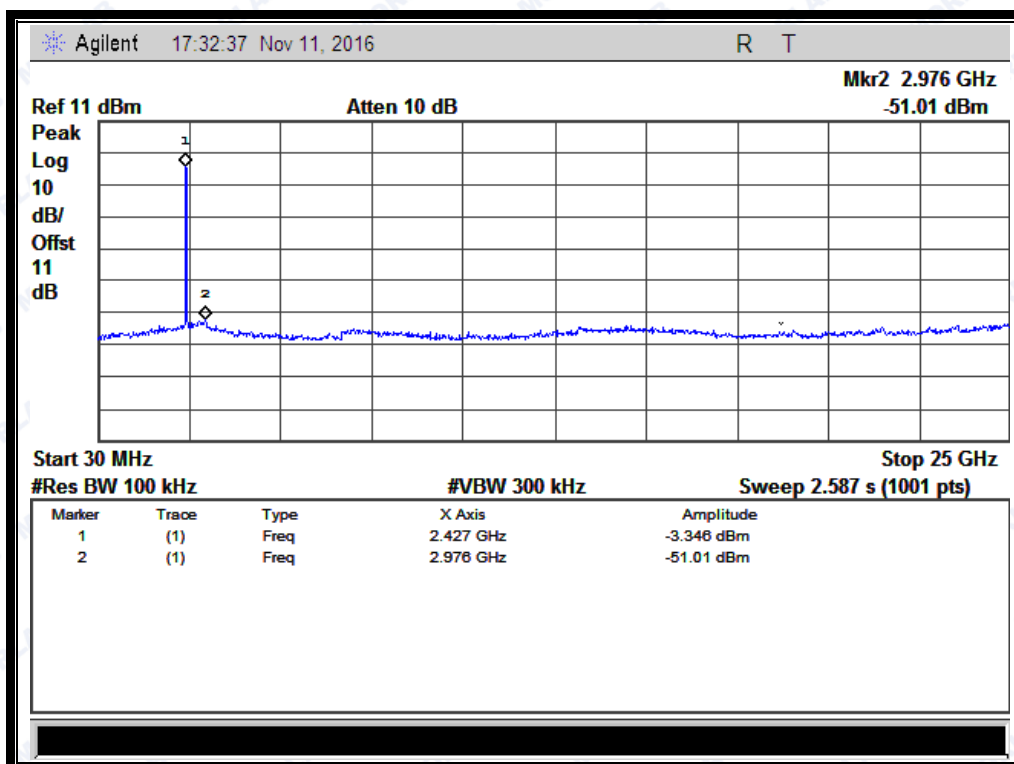 Agilent 17:32:37 Nov 11, 2016 R T
Mkr2 2.976 GHz
Ref 11 dBm Atten 10 dB -51.01 dBm
Peak
Log
10
dB/
Offst
11
dB
1
2
Start 30 MHz Stop 25 GHz
#Res BW 100 kHz #VBW 300 kHz Sweep 2.587 s (1001 pts)
Marker Trace Type X Axis Amplitude
1 (1) Freq 2.427 GHz -3.346 dBm
2 (1) Freq 2.976 GHz -51.01 dBm